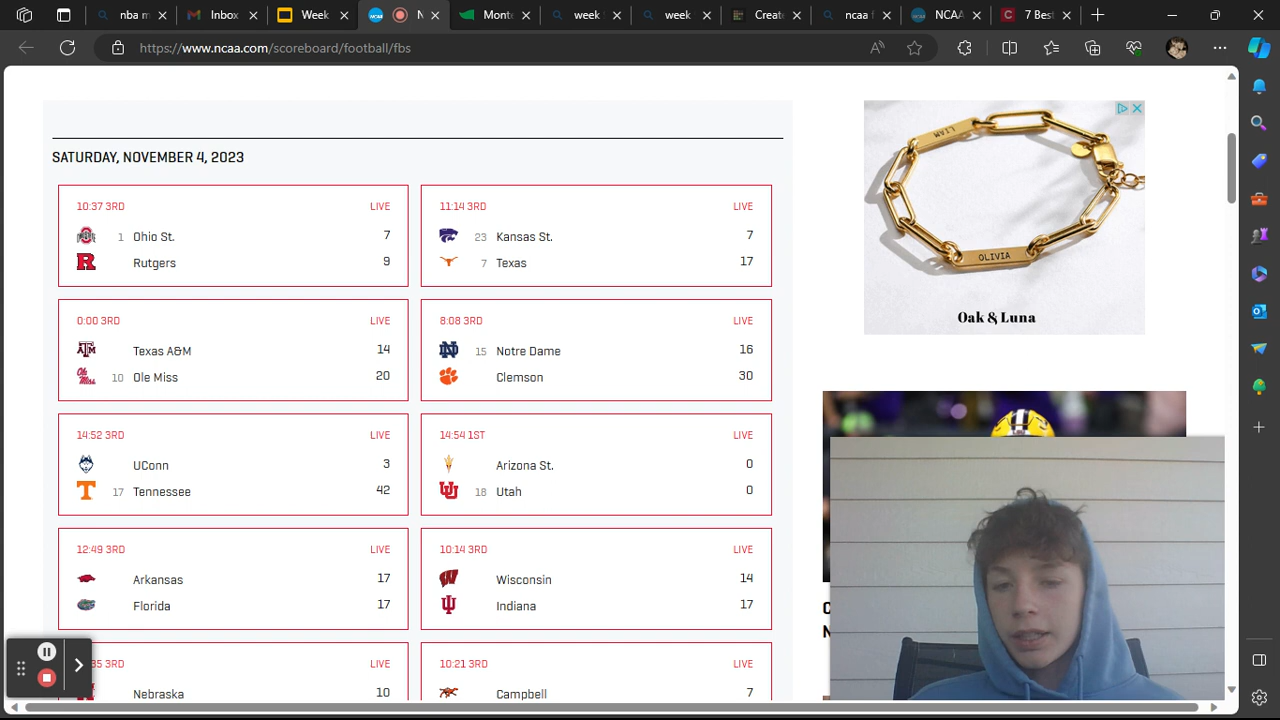 nba m
Inbox
Week
N
Mont
week
week
Creat
ncaa f
NCAA
7 Best
https://www.ncaa.com/scoreboard/football/fbs
SATURDAY, NOVEMBER 4, 2023
10:37 3RD LIVE
1 Ohio St. 7
Rutgers 9
11:14 3RD LIVE
23 Kansas St. 7
7 Texas 17
0:00 3RD LIVE
Texas A&M 14
10 Ole Miss 20
8:08 3RD LIVE
15 Notre Dame 16
Clemson 30
14:52 3RD LIVE
UConn 3
17 Tennessee 42
14:54 1ST LIVE
Arizona St. 0
18 Utah 0
12:49 3RD LIVE
Arkansas 17
Florida 17
10:14 3RD LIVE
Wisconsin 14
Indiana 17
:35 3RD LIVE
Nebraska 10
10:21 3RD LIVE
Campbell 7
LIAM
OLIVIA
Oak & Luna